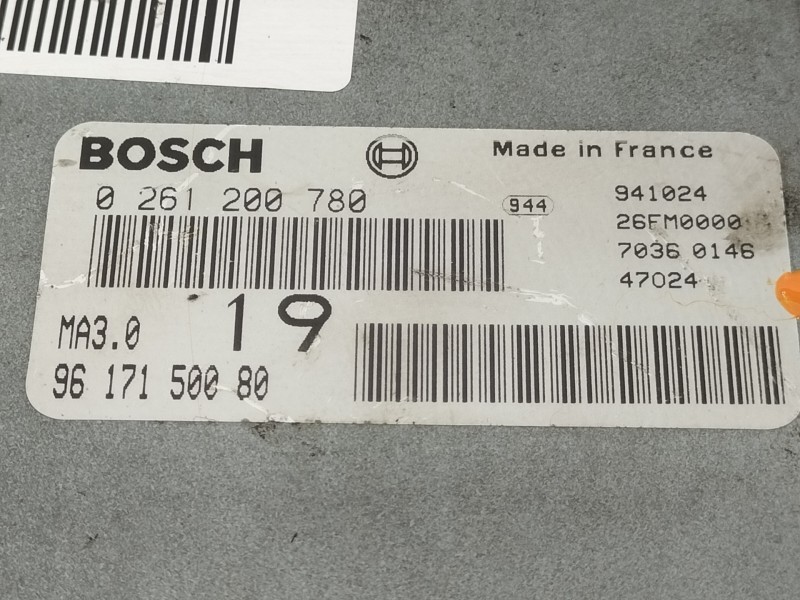 BOSCH Made in France
0 261 200 780 944 941024
26FM0000
7036 0146
47024
MA3.0 19
96 171 500 80